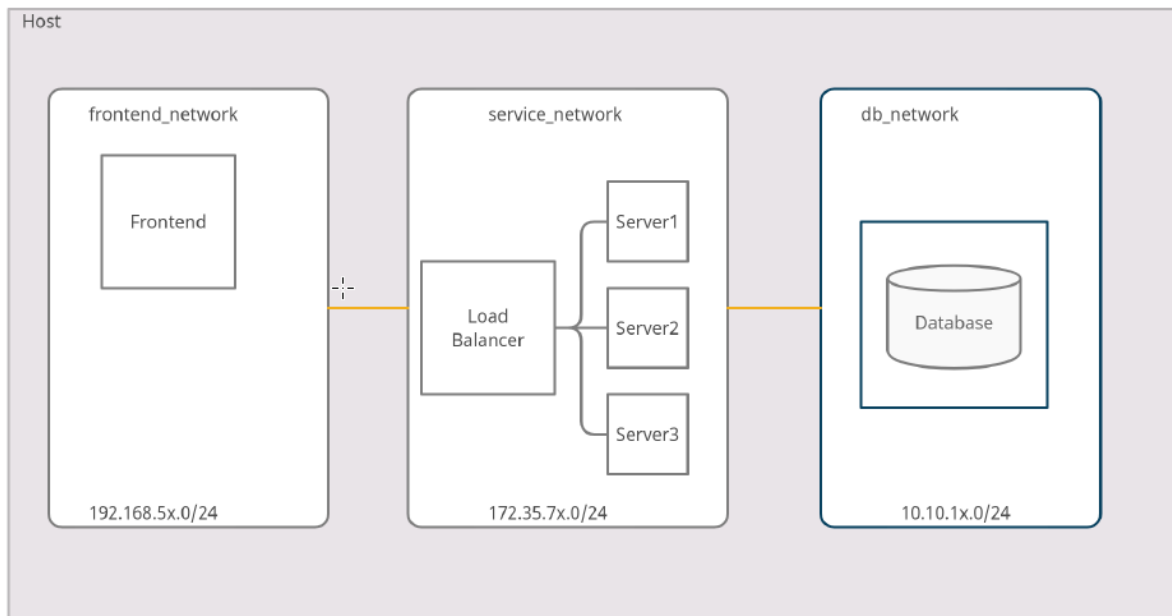 Host
frontend_network
service_network
db_network
Frontend
Server1
Load
Balancer
Server2
Database
Server3
192.168.5x.0/24
172.35.7x.0/24
10.10.1x.0/24